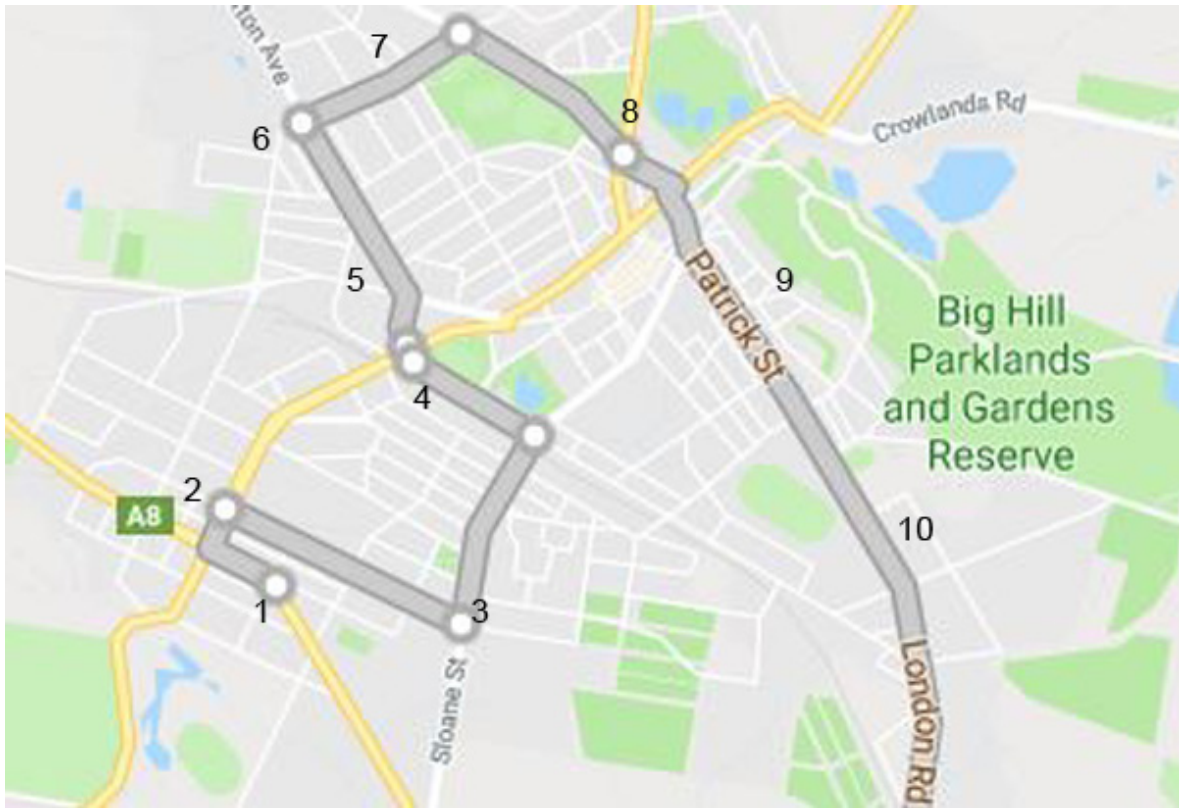 7
8
6
Crowlands Rd
5
Patrick St
9
Big Hill
Parklands
and Gardens
Reserve
4
2
A8
10
1
3
Sloane St
London Rd